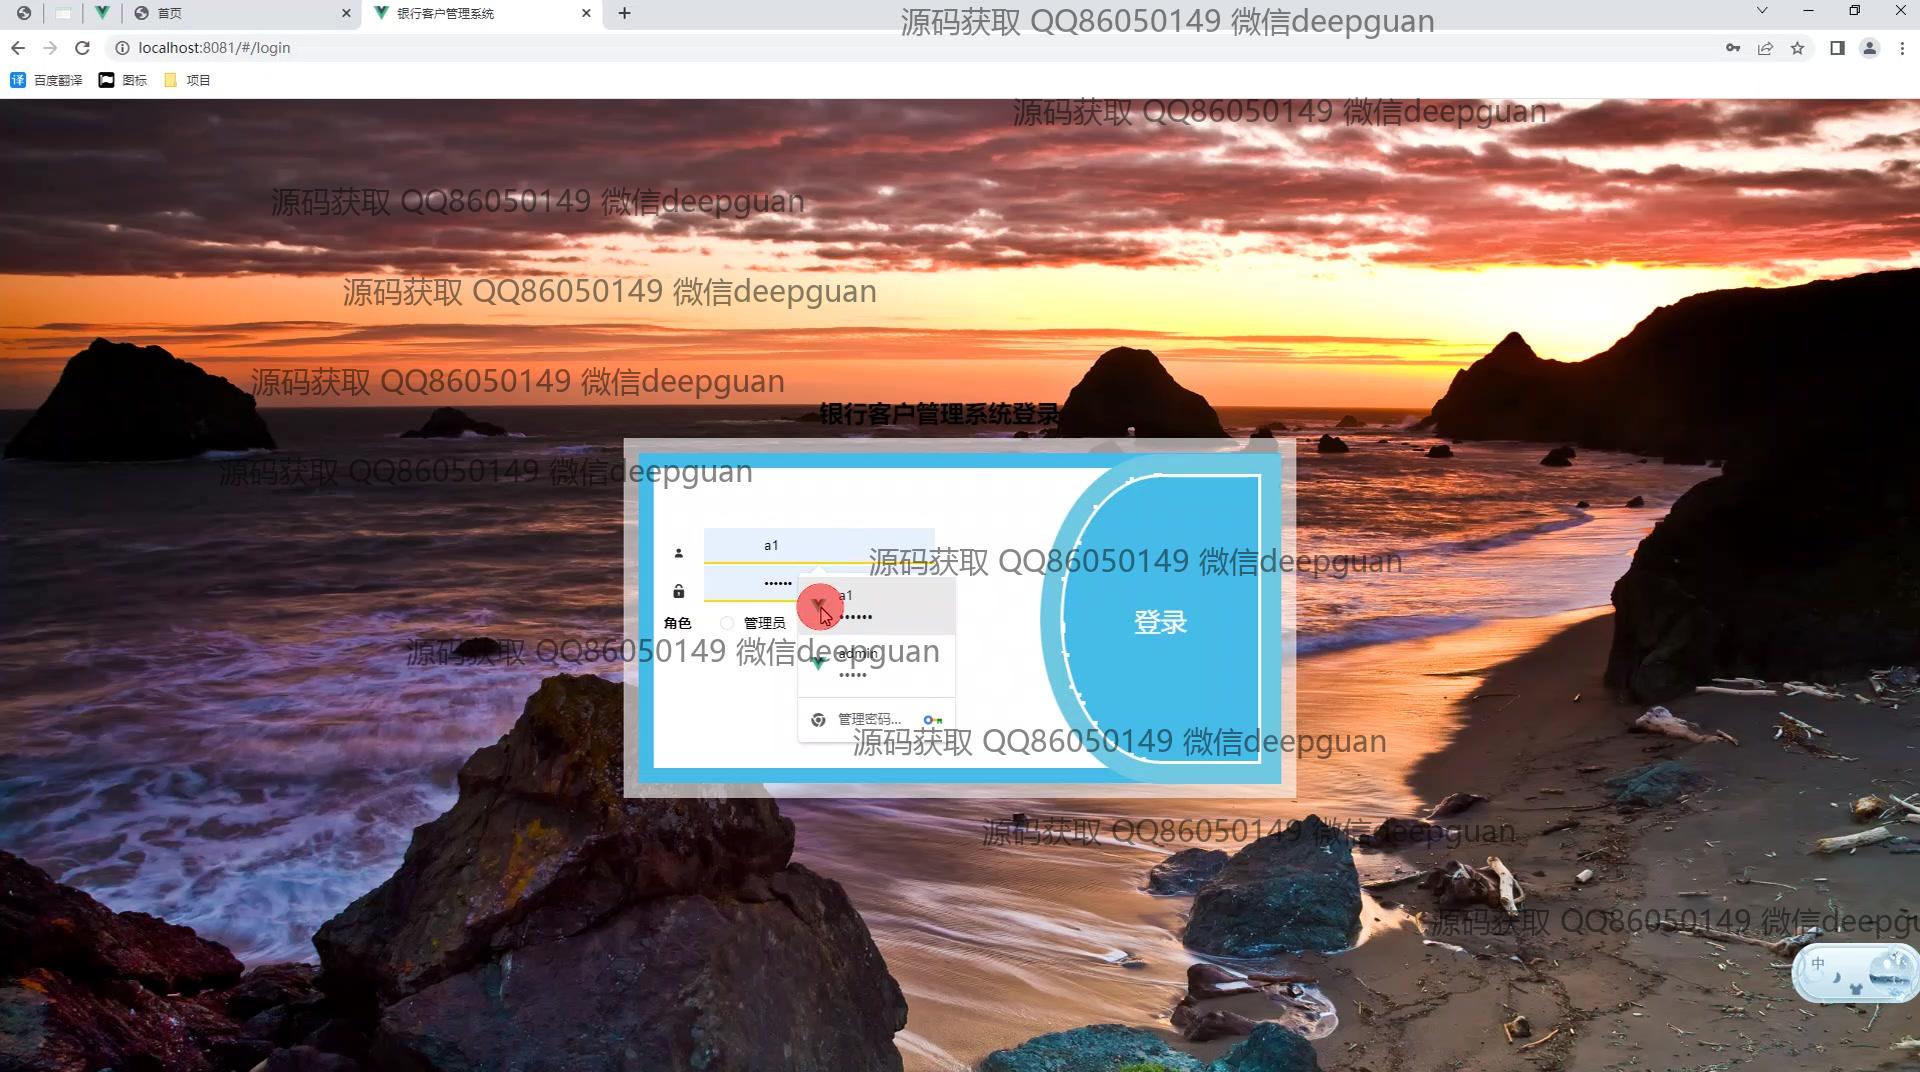 首页
银行客户管理系统
源码获取 QQ86050149 微信deepguan
localhost:8081/#/login
译 百度翻译 图标 项目
源码获取 QQ86050149 微信deepguan
源码获取 QQ86050149 微信deepguan
源码获取 QQ86050149 微信deepguan
源码获取 QQ86050149 微信deepguan
银行客户管理系统登录
源码获取 QQ86050149 微信deepguan
a1
••••••
源码获取 QQ86050149 微信deepguan
a1
••••••
角色 管理员
登录
源码获取 QQ86050149 微信deepguan
admin
•••••
管理密码...
源码获取 QQ86050149 微信deepguan
源码获取 QQ86050149 微信deepguan
源码获取 QQ86050149 微信deepgu
中